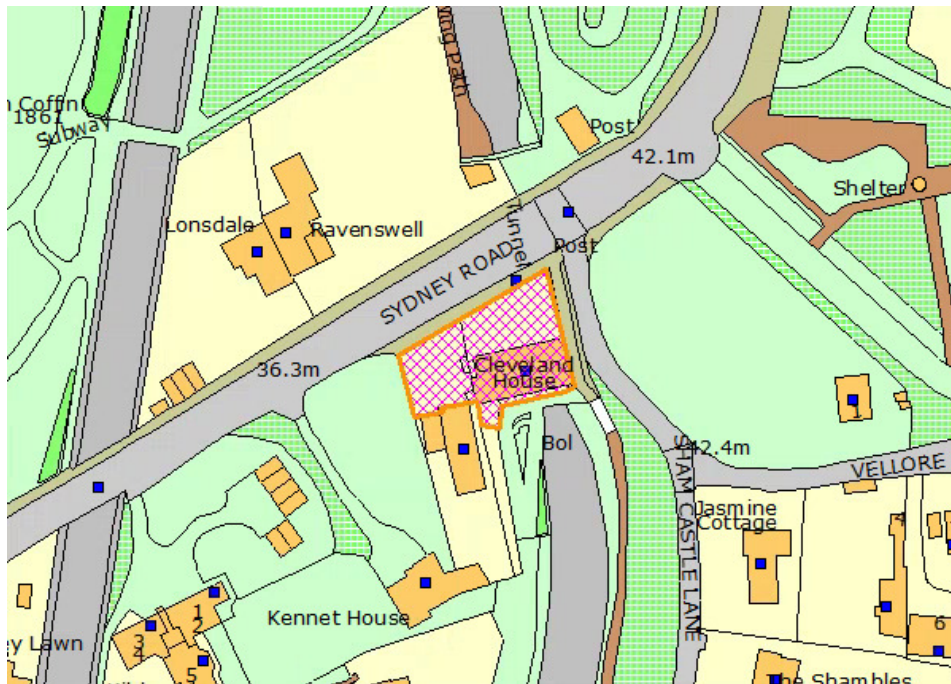 n Coffin
1861
Subway
ving Path
Post
42.1m
Shelter
Lonsdale
Ravenswell
Tunnel
Post
SYDNEY ROAD
36.3m
Cleveland
House
1
Bol
42.4m
SHAM CASTLE LANE
VELLORE
Jasmine
Cottage
4
Kennet House
1
2
3
4
5
6
y Lawn
The Shambles